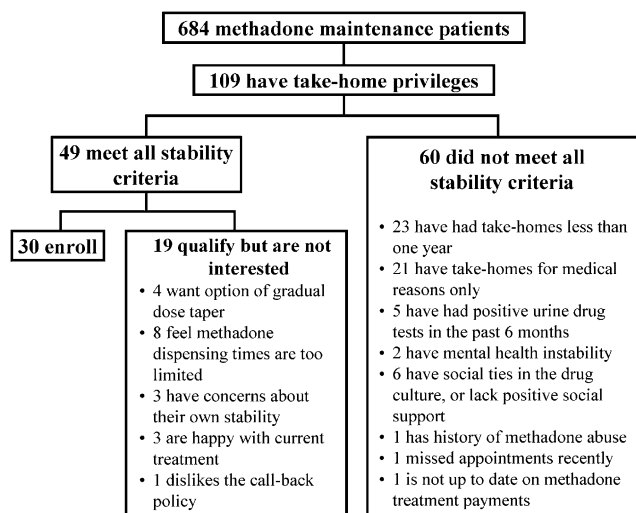 684 methadone maintenance patients
109 have take-home privileges
49 meet all stability
criteria
30 enroll
19 qualify but are not
interested
• 4 want option of gradual
dose taper
• 8 feel methadone
dispensing times are too
limited
• 3 have concerns about
their own stability
• 3 are happy with current
treatment
• 1 dislikes the call-back
policy
60 did not meet all
stability criteria
• 23 have had take-homes less than
one year
• 21 have take-homes for medical
reasons only
• 5 have had positive urine drug
tests in the past 6 months
• 2 have mental health instability
• 6 have social ties in the drug
culture, or lack positive social
support
• 1 has history of methadone abuse
• 1 missed appointments recently
• 1 is not up to date on methadone
treatment payments